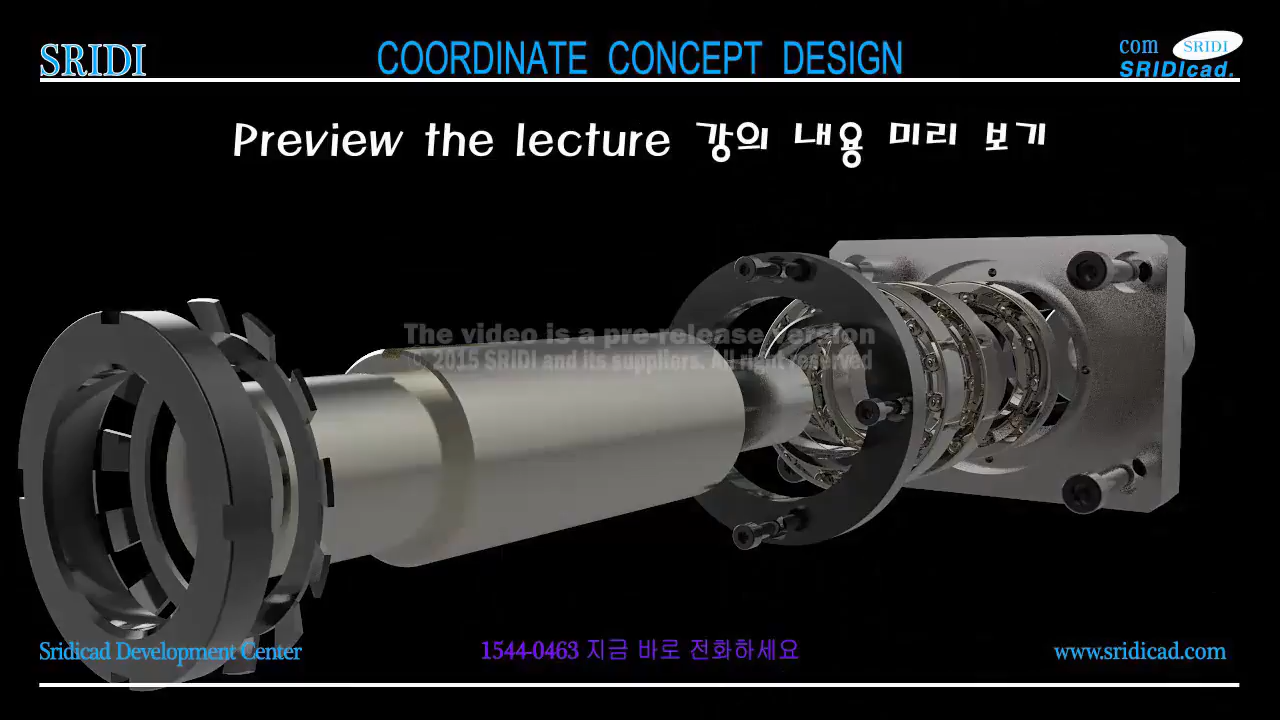 SRIDI
COORDINATE CONCEPT DESIGN
com SRIDI
SRIDIcad.
Preview the lecture 강의 내용 미리 보기
The video is a pre-release version
© 2015 SRIDI and its suppliers. All right reserved
Sridicad Development Center
1544-0463 지금 바로 전화하세요
www.sridicad.com